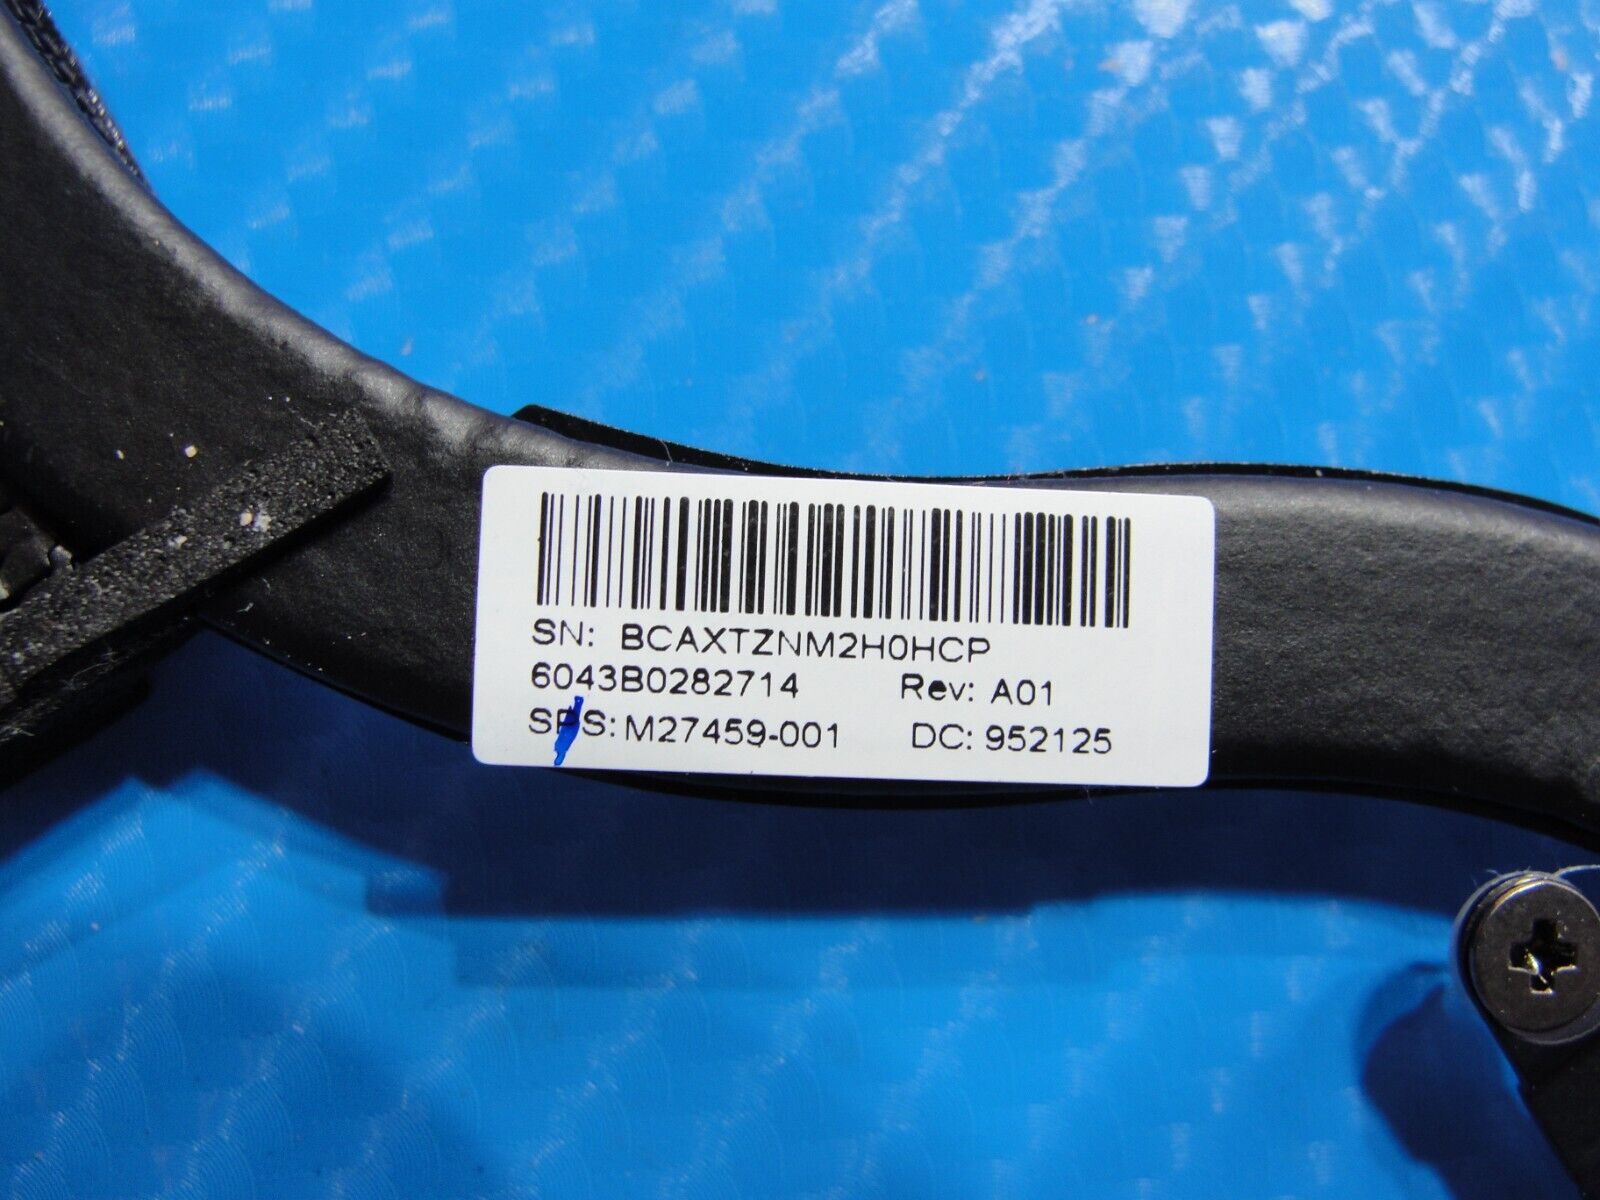 SN: BCAXTZNM2H0HCP
6043B0282714 Rev: A01
SPS: M27459-001 DC: 952125